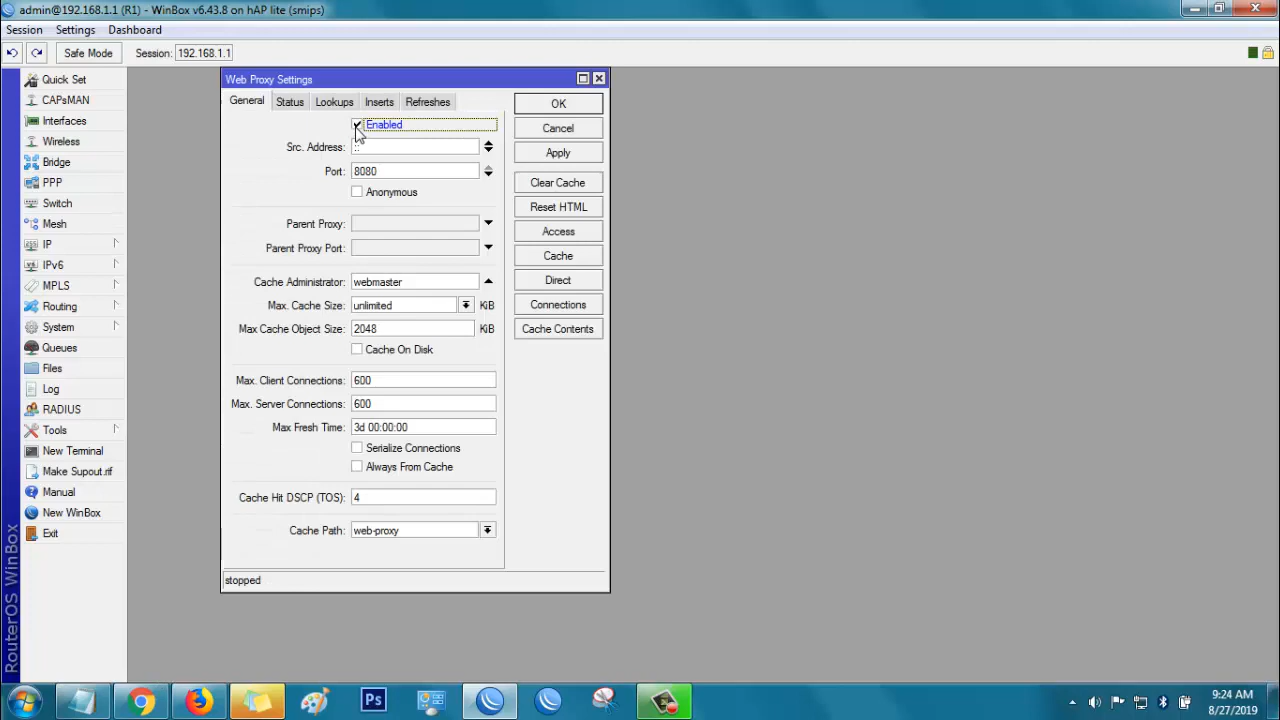 admin@192.168.1.1 (R1) - WinBox v6.43.8 on hAP lite (smips)
Session Settings Dashboard
Safe Mode Session: 192.168.1.1
Quick Set
CAPsMAN
Interfaces
Wireless
Bridge
PPP
Switch
Mesh
IP
IPv6
MPLS
Routing
System
Queues
Files
Log
RADIUS
Tools
New Terminal
Make Supout.rif
Manual
New WinBox
Exit
RouterOS WinBox
Web Proxy Settings
General Status Lookups Inserts Refreshes
Enabled
Src. Address: ::
Port: 8080
Anonymous
Parent Proxy:
Parent Proxy Port:
Cache Administrator: webmaster
Max. Cache Size: unlimited KiB
Max Cache Object Size: 2048 KiB
Cache On Disk
Max. Client Connections: 600
Max. Server Connections: 600
Max Fresh Time: 3d 00:00:00
Serialize Connections
Always From Cache
Cache Hit DSCP (TOS): 4
Cache Path: web-proxy
stopped
OK
Cancel
Apply
Clear Cache
Reset HTML
Access
Cache
Direct
Connections
Cache Contents
Ps
9:24 AM
8/27/2019